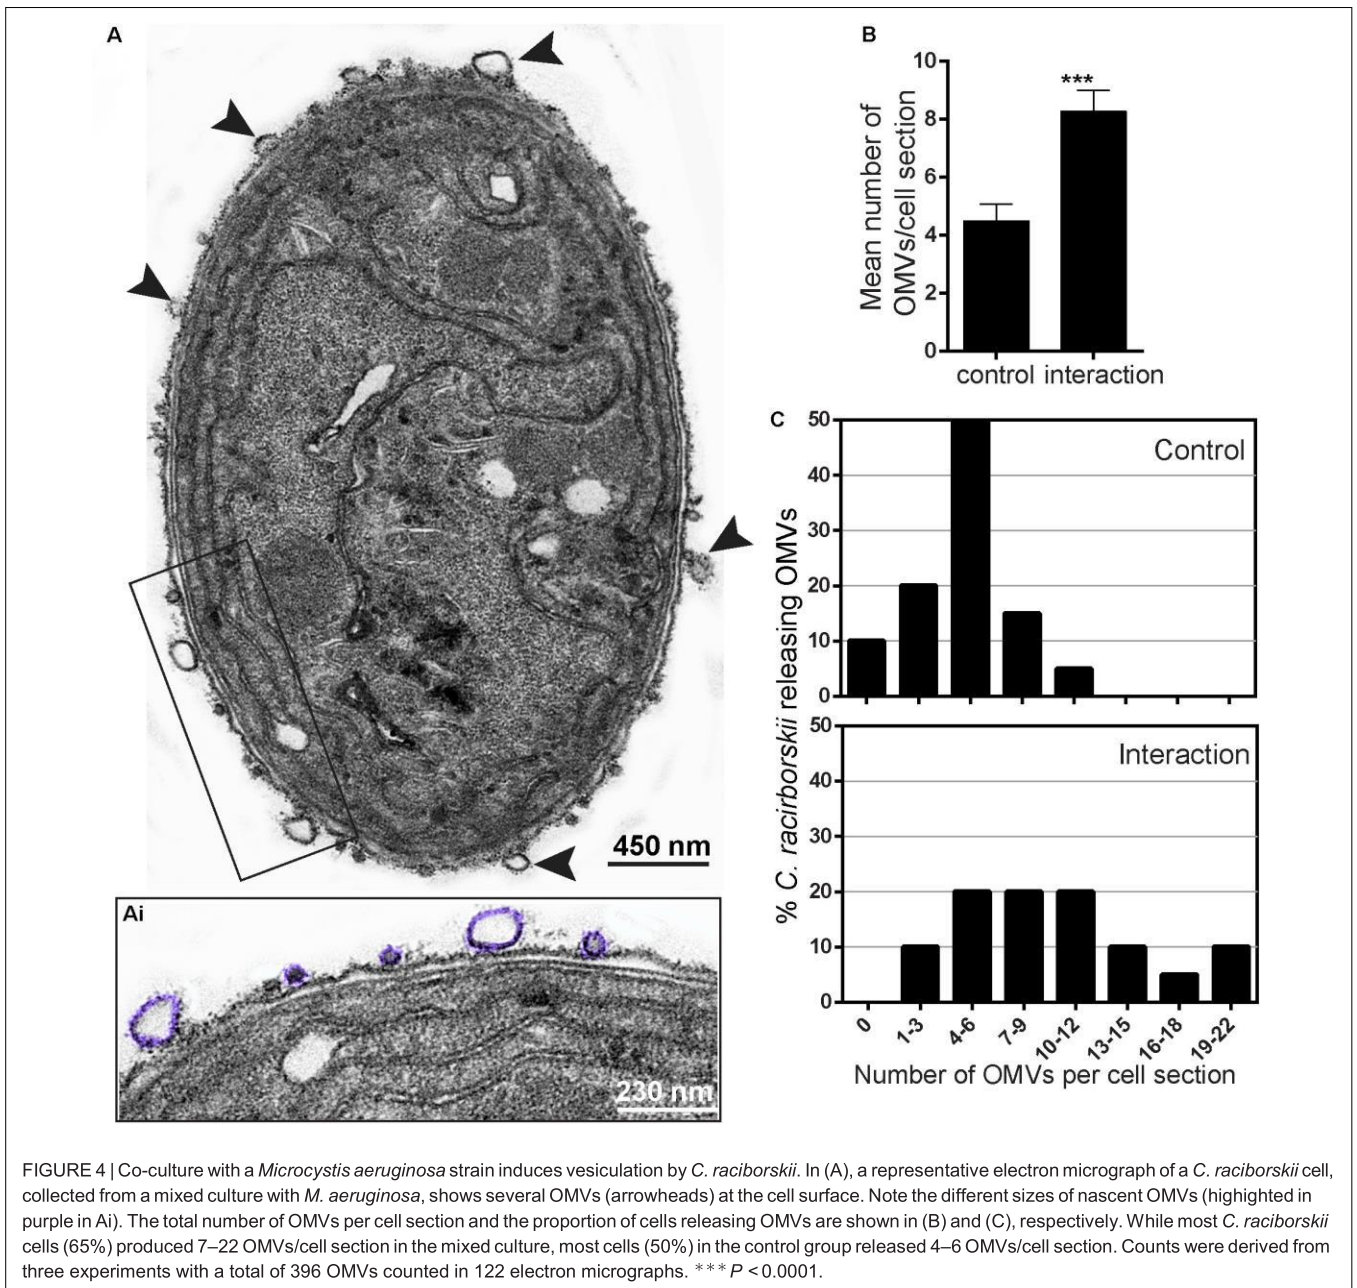 A
450 nm
Ai
230 nm
B
Mean number of
OMVs/cell section
10
8
6
4
2
0
***
control interaction
C
% C. racirborskii releasing OMVs
50
40
30
20
10
0
Control
50
40
30
20
10
0
Interaction
0 1-3 4-6 7-9 10-12 13-15 16-18 19-22
Number of OMVs per cell section
FIGURE 4 | Co-culture with a Microcystis aeruginosa strain induces vesiculation by C. raciborskii. In (A), a representative electron micrograph of a C. raciborskii cell,
collected from a mixed culture with M. aeruginosa, shows several OMVs (arrowheads) at the cell surface. Note the different sizes of nascent OMVs (highighted in
purple in Ai). The total number of OMVs per cell section and the proportion of cells releasing OMVs are shown in (B) and (C), respectively. While most C. raciborskii
cells (65%) produced 7–22 OMVs/cell section in the mixed culture, most cells (50%) in the control group released 4–6 OMVs/cell section. Counts were derived from
three experiments with a total of 396 OMVs counted in 122 electron micrographs. ***P < 0.0001.